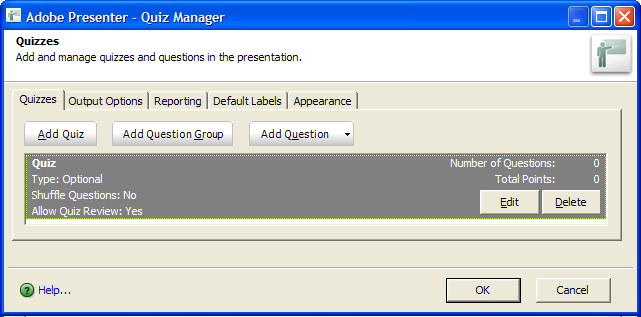 Adobe Presenter - Quiz Manager
Quizzes
Add and manage quizzes and questions in the presentation.
Quizzes Output Options Reporting Default Labels Appearance
Add Quiz Add Question Group Add Question
Quiz Number of Questions: 0
Type: Optional Total Points: 0
Shuffle Questions: No
Allow Quiz Review: Yes Edit Delete
Help... OK Cancel